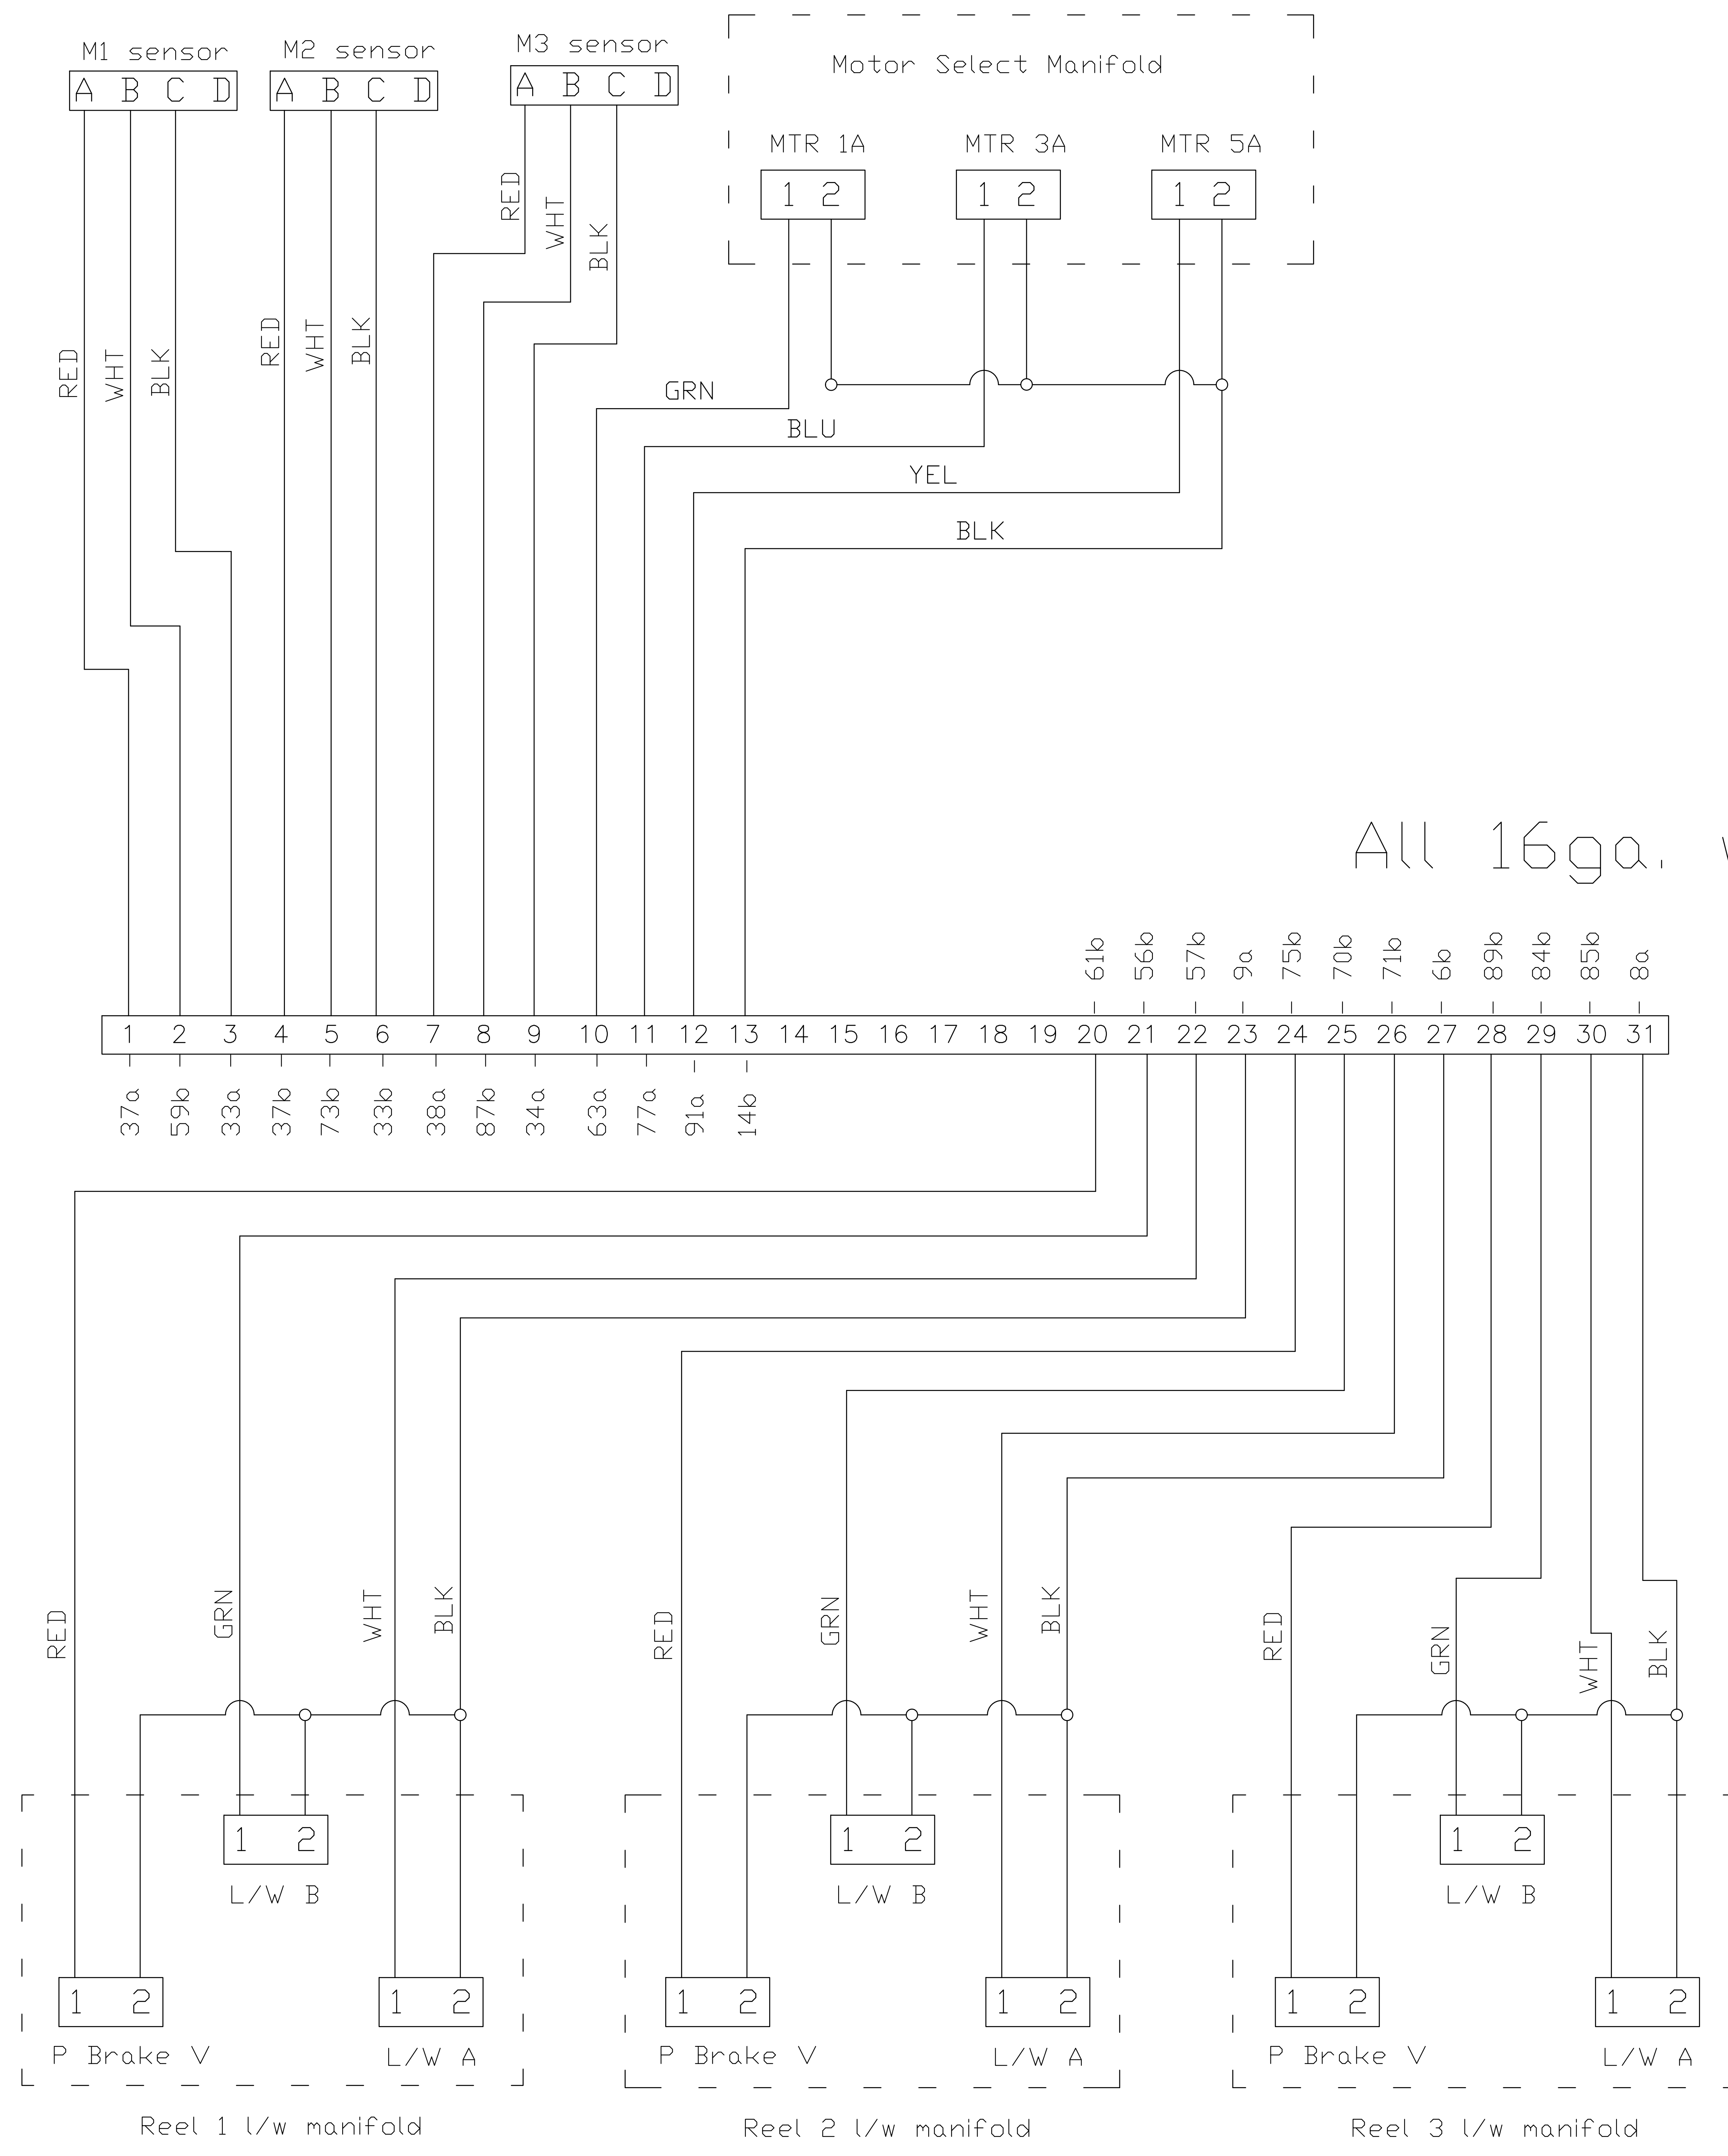 M1 sensor
M2 sensor
M3 sensor
A B C D
A B C D
A B C D
Motor Select Manifold
MTR 1A
MTR 3A
MTR 5A
1 2
1 2
1 2
RED
WHT
BLK
RED
WHT
BLK
RED
WHT
BLK
GRN
BLU
YEL
BLK
All 16ga.
61b
56b
57b
9a
75b
70b
71b
6b
89b
84b
85b
8a
1 2 3 4 5 6 7 8 9 10 11 12 13 14 15 16 17 18 19 20 21 22 23 24 25 26 27 28 29 30 31
37a
59b
33a
37b
73b
33b
38a
87b
34a
63a
77a
91a
14b
RED
GRN
WHT
BLK
RED
GRN
WHT
BLK
RED
GRN
WHT
BLK
1 2
1 2
1 2
L/W B
L/W B
L/W B
1 2
1 2
1 2
1 2
1 2
1 2
P Brake V
L/W A
P Brake V
L/W A
P Brake V
L/W A
Reel 1 l/w manifold
Reel 2 l/w manifold
Reel 3 l/w manifold